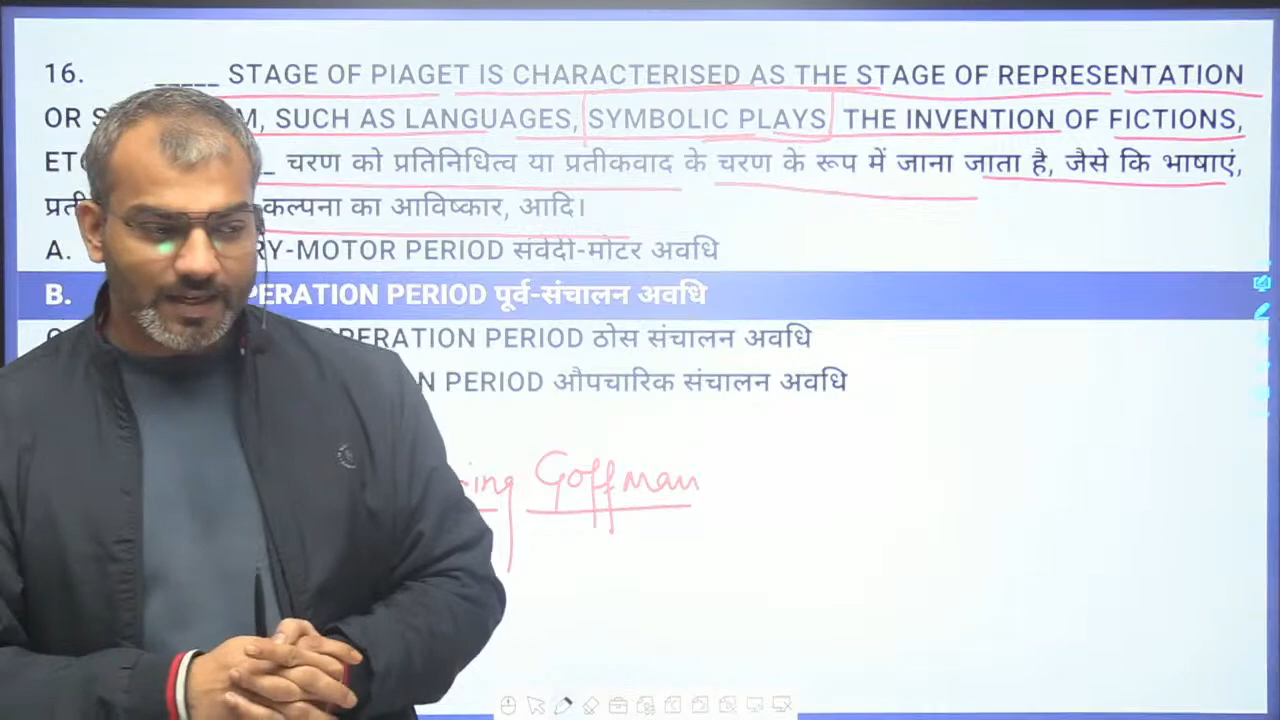 16. _____ STAGE OF PIAGET IS CHARACTERISED AS THE STAGE OF REPRESENTATION
OR S M, SUCH AS LANGUAGES, SYMBOLIC PLAYS THE INVENTION OF FICTIONS,
ETC _ चरण को प्रतिनिधित्व या प्रतीकवाद के चरण के रूप में जाना जाता है, जैसे कि भाषाएं,
प्रती कल्पना का आविष्कार, आदि।
A. RY-MOTOR PERIOD संवेदी-मोटर अवधि
B. PERATION PERIOD पूर्व-संचालन अवधि
OPERATION PERIOD ठोस संचालन अवधि
N PERIOD औपचारिक संचालन अवधि
ing Goffman